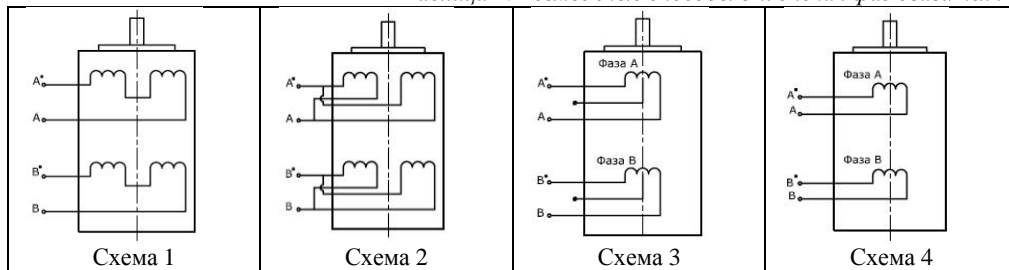 A• A B• B
Схема 1
A• A B• B
Схема 2
Фаза A
A• A
Фаза B
B• B
Схема 3
Фаза A
A• A
Фаза B
B• B
Схема 4